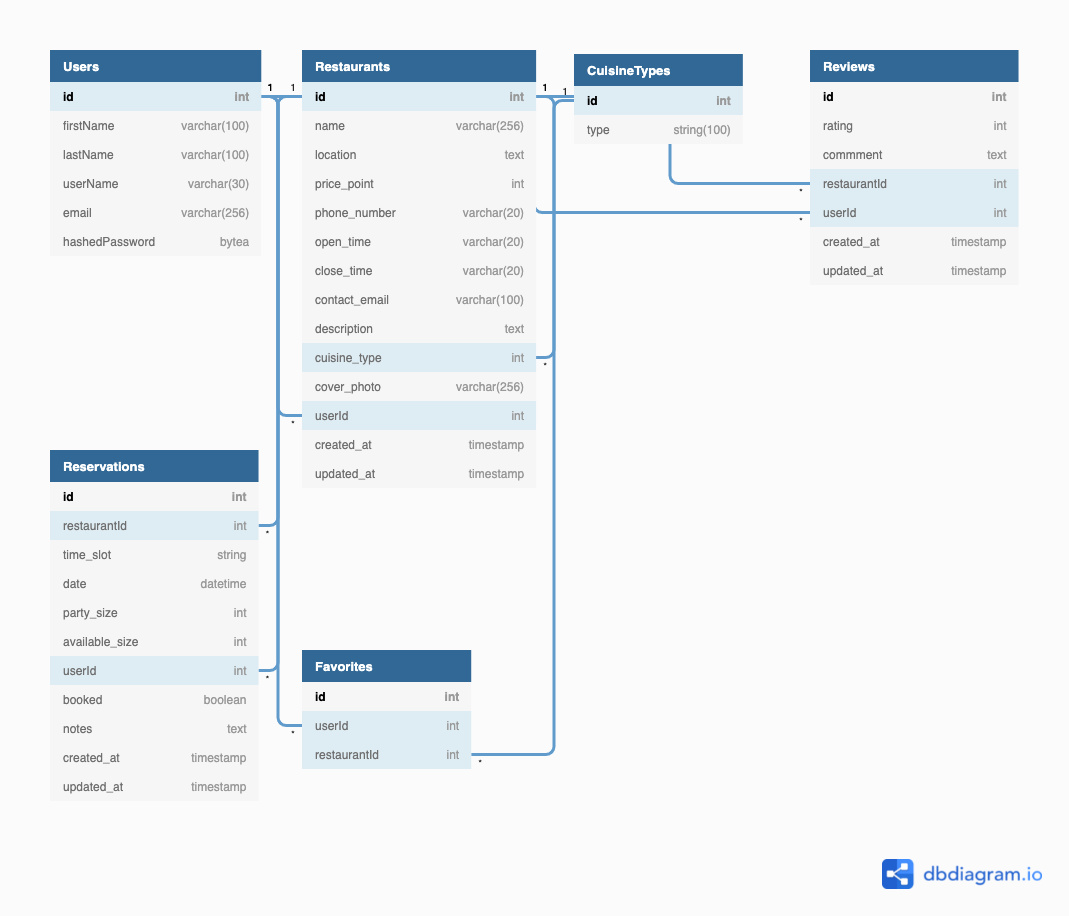 Users
id int
firstName varchar(100)
lastName varchar(100)
userName varchar(30)
email varchar(256)
hashedPassword bytea
1 1
Restaurants
id int
name varchar(256)
location text
price_point int
phone_number varchar(20)
open_time varchar(20)
close_time varchar(20)
contact_email varchar(100)
description text
cuisine_type int
cover_photo varchar(256)
userId int
created_at timestamp
updated_at timestamp
*
*
1 1
CuisineTypes
id int
type string(100)
Reviews
id int
rating int
commment text
* restaurantId int
* userId int
created_at timestamp
updated_at timestamp
Reservations
id int
restaurantId int *
time_slot string
date datetime
party_size int
available_size int
userId int *
booked boolean
notes text
created_at timestamp
updated_at timestamp
Favorites
id int
* userId int
restaurantId int *
dbdiagram.io